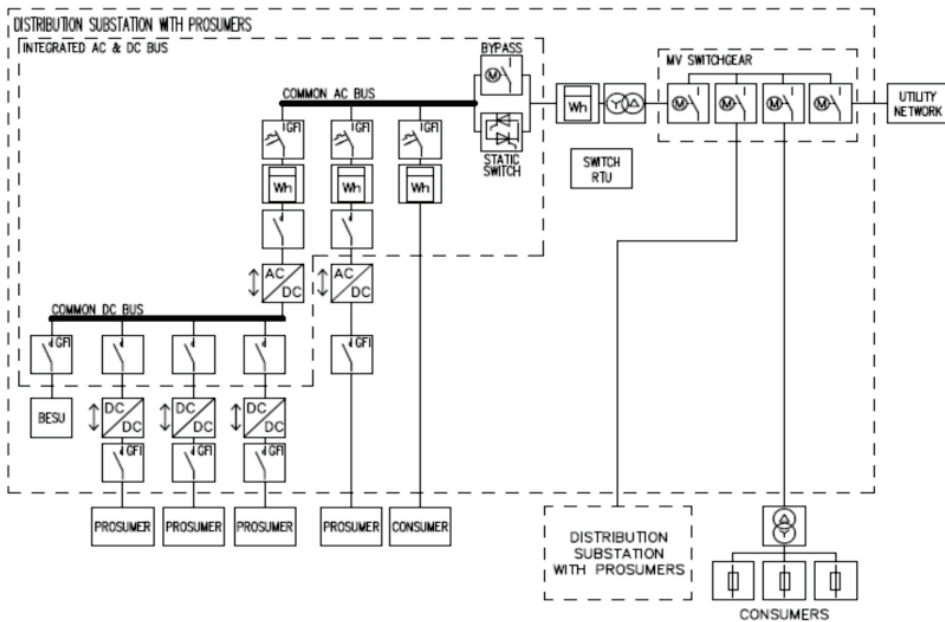 DISTRIBUTION SUBSTATION WITH PROSUMERS
INTEGRATED AC & DC BUS
BYPASS
M
MV SWITCHGEAR
COMMON AC BUS
Wh
M
M
M
M
UTILITY
NETWORK
GFI
GFI
GFI
STATIC
SWITCH
SWITCH
RTU
Wh
Wh
Wh
AC
DC
AC
DC
COMMON DC BUS
GFI
GFI
BESU
DC
DC
DC
DC
DC
DC
GFI
GFI
GFI
PROSUMER
PROSUMER
PROSUMER
PROSUMER
CONSUMER
DISTRIBUTION
SUBSTATION
WITH PROSUMERS
CONSUMERS